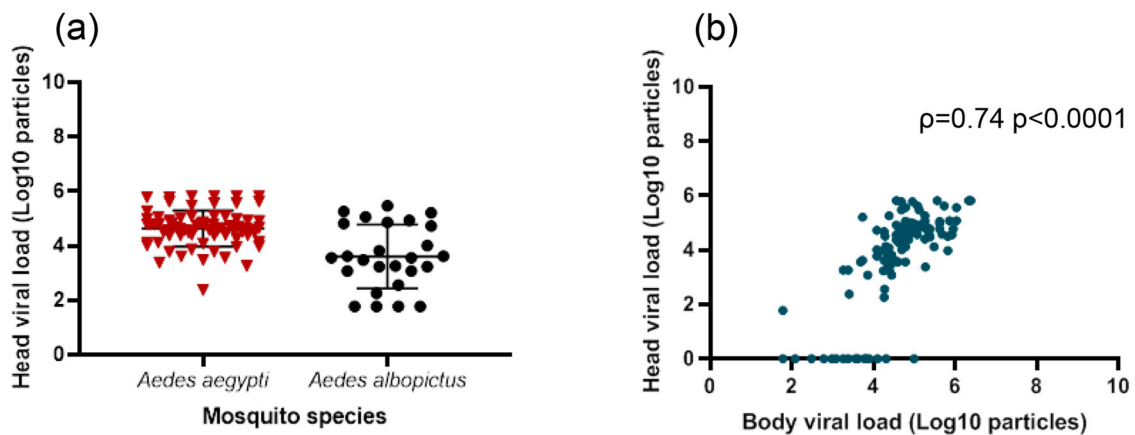 (a)
Head viral load (Log10 particles)
10
8
6
4
2
0
Aedes aegypti
Aedes albopictus
Mosquito species
(b)
Head viral load (Log10 particles)
10
8
6
4
2
0
ρ=0.74 p<0.0001
0
2
4
6
8
10
Body viral load (Log10 particles)